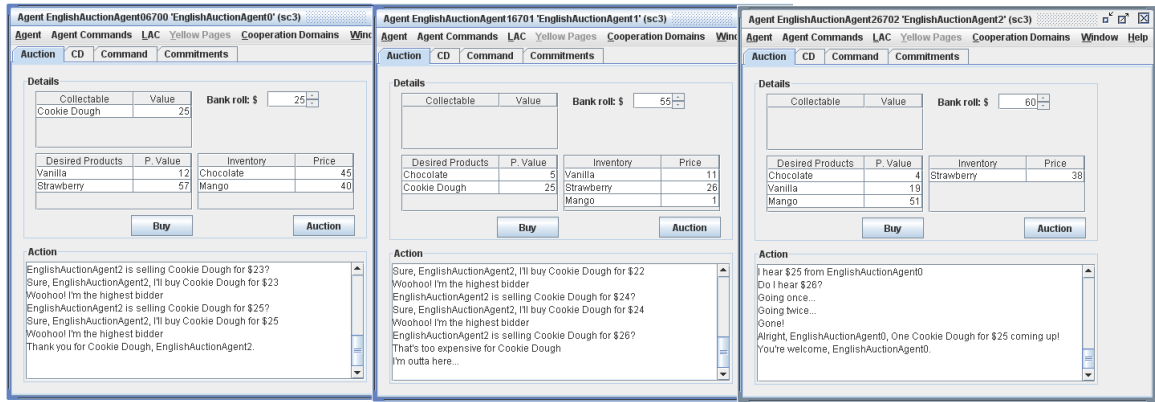 Agent EnglishAuctionAgent06700 'EnglishAuctionAgent0' (sc3)
Agent Agent Commands LAC Yellow Pages Cooperation Domains Wind
Auction CD Command Commitments
Details
Collectable Value Bank roll: $ 25
Cookie Dough 25
Desired Products P. Value Inventory Price
Vanilla 12 Chocolate 45
Strawberry 57 Mango 40
Buy Auction
Action
EnglishAuctionAgent2 is selling Cookie Dough for $23?
Sure, EnglishAuctionAgent2, I'll buy Cookie Dough for $23
Woohoo! I'm the highest bidder
EnglishAuctionAgent2 is selling Cookie Dough for $25?
Sure, EnglishAuctionAgent2, I'll buy Cookie Dough for $25
Woohoo! I'm the highest bidder
Thank you for Cookie Dough, EnglishAuctionAgent2.
Agent EnglishAuctionAgent16701 'EnglishAuctionAgent1' (sc3)
Agent Agent Commands LAC Yellow Pages Cooperation Domains Wind
Auction CD Command Commitments
Details
Collectable Value Bank roll: $ 55
Desired Products P. Value Inventory Price
Chocolate 5 Vanilla 11
Cookie Dough 25 Strawberry 26
Mango 1
Buy Auction
Action
Sure, EnglishAuctionAgent2, I'll buy Cookie Dough for $22
Woohoo! I'm the highest bidder
EnglishAuctionAgent2 is selling Cookie Dough for $24?
Sure, EnglishAuctionAgent2, I'll buy Cookie Dough for $24
Woohoo! I'm the highest bidder
EnglishAuctionAgent2 is selling Cookie Dough for $26?
That's too expensive for Cookie Dough
I'm outta here...
Agent EnglishAuctionAgent26702 'EnglishAuctionAgent2' (sc3)
Agent Agent Commands LAC Yellow Pages Cooperation Domains Window Help
Auction CD Command Commitments
Details
Collectable Value Bank roll: $ 60
Desired Products P. Value Inventory Price
Chocolate 4 Strawberry 38
Vanilla 19
Mango 51
Buy Auction
Action
I hear $25 from EnglishAuctionAgent0
Do I hear $26?
Going once...
Going twice...
Gone!
Alright, EnglishAuctionAgent0, One Cookie Dough for $25 coming up!
You're welcome, EnglishAuctionAgent0.